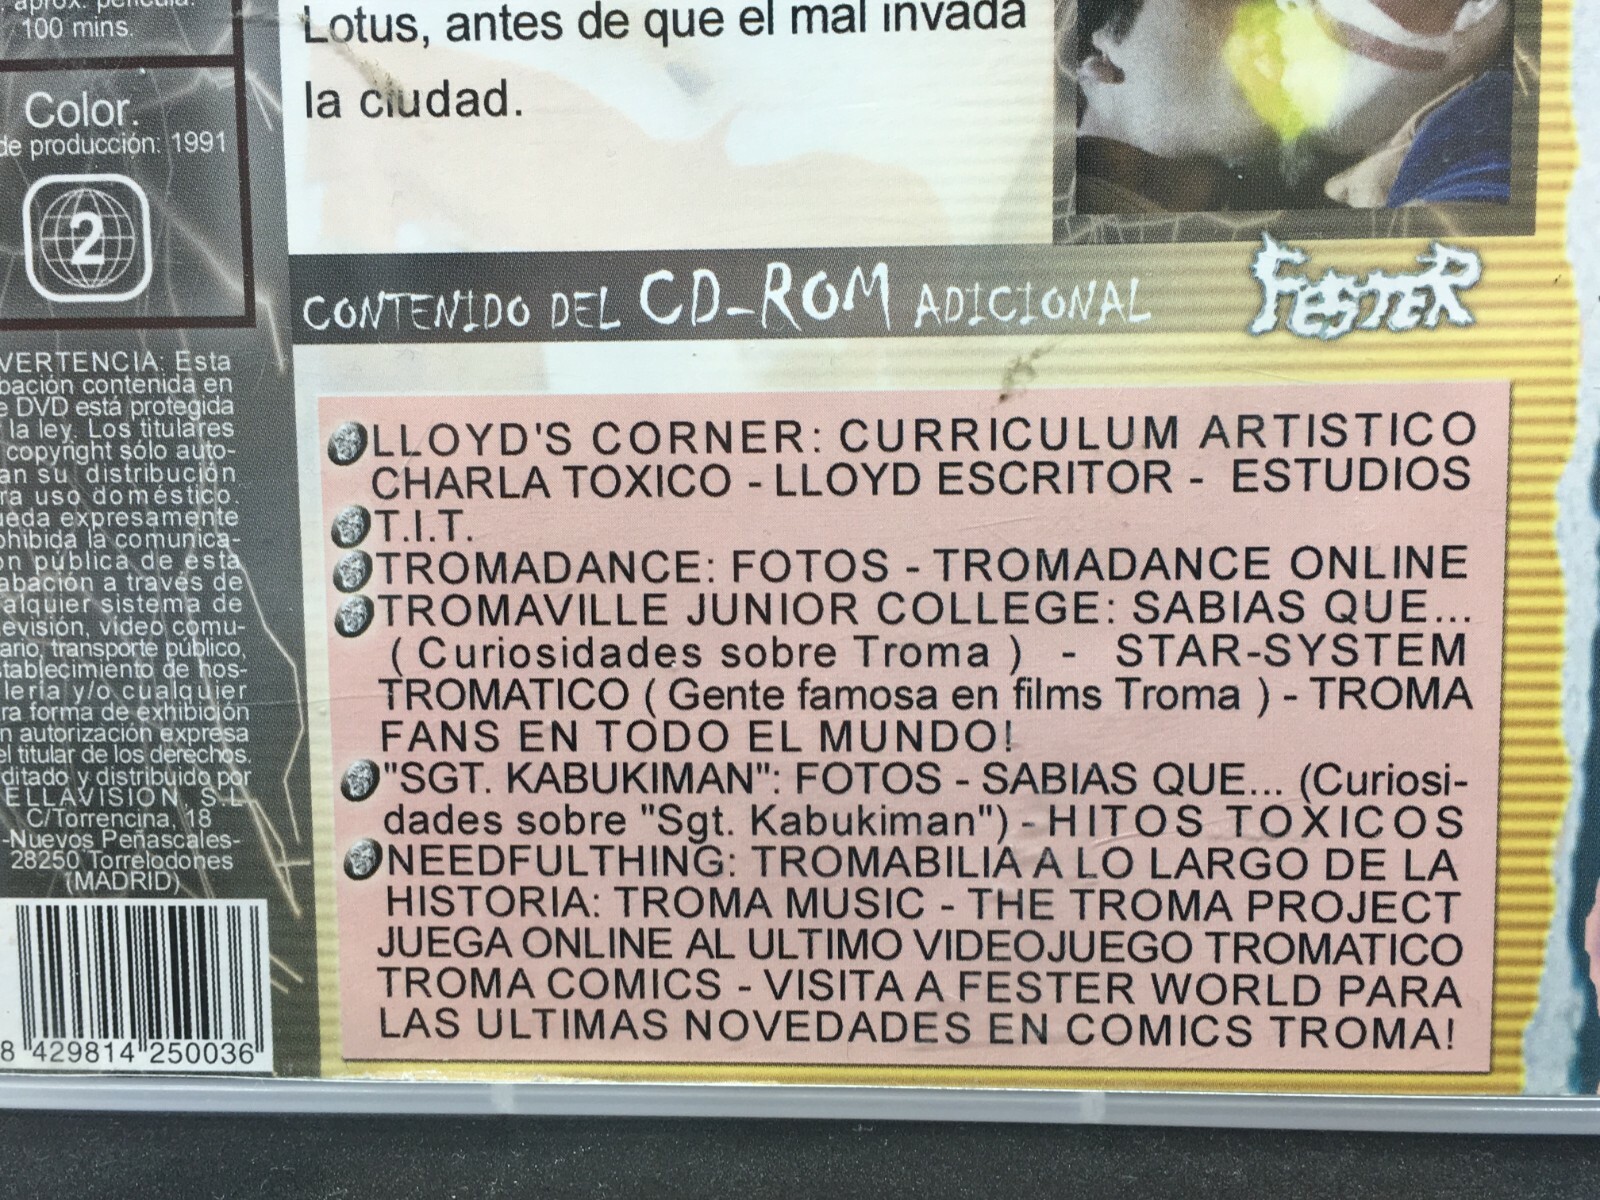 aprox. película:
100 mins.
Color.
de producción: 1991
2
VERTENCIA: Esta
bación contenida en
e DVD está protegida
la ley. Los titulares
copyright sólo auto-
an su distribución
ra uso doméstico.
ueda expresamente
ohibida la comunica-
ón pública de esta
abación a través de
alquier sistema de
evisión, video comu-
ario, transporte público,
stablecimiento de hos-
lería y/o cualquier
ra forma de exhibición
n autorización expresa
el titular de los derechos.
ditado y distribuido por
ELLAVISION, S.L
C/Torrencina, 18
-Nuevos Peñascales-
28250 Torrelodones
(MADRID)
8 429814 250036
Lotus, antes de que el mal invada
la ciudad.
CONTENIDO DEL CD-ROM ADICIONAL
FESTER
LLOYD'S CORNER: CURRICULUM ARTISTICO
CHARLA TOXICO - LLOYD ESCRITOR - ESTUDIOS
T.I.T.
TROMADANCE: FOTOS - TROMADANCE ONLINE
TROMAVILLE JUNIOR COLLEGE: SABIAS QUE...
( Curiosidades sobre Troma ) - STAR-SYSTEM
TROMATICO ( Gente famosa en films Troma ) - TROMA
FANS EN TODO EL MUNDO!
"SGT. KABUKIMAN": FOTOS - SABIAS QUE... (Curiosi-
dades sobre "Sgt. Kabukiman") - HITOS TOXICOS
NEEDFULTHING: TROMABILIA A LO LARGO DE LA
HISTORIA: TROMA MUSIC - THE TROMA PROJECT
JUEGA ONLINE AL ULTIMO VIDEOJUEGO TROMATICO
TROMA COMICS - VISITA A FESTER WORLD PARA
LAS ULTIMAS NOVEDADES EN COMICS TROMA!